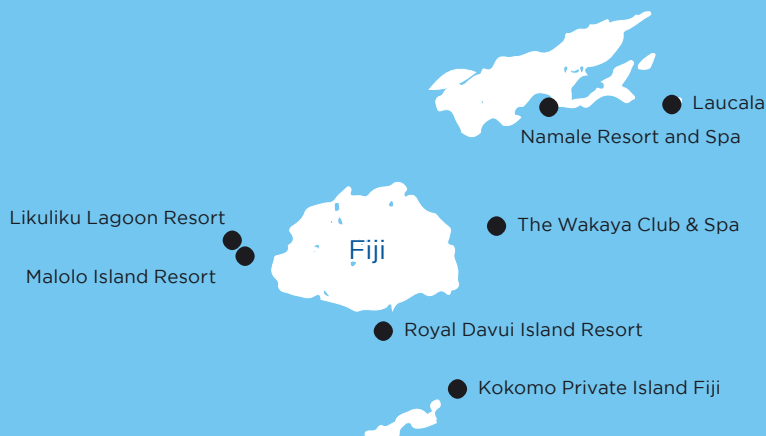 Laucala
Namale Resort and Spa
Likuliku Lagoon Resort
The Wakaya Club & Spa
Fiji
Malolo Island Resort
Royal Davui Island Resort
Kokomo Private Island Fiji